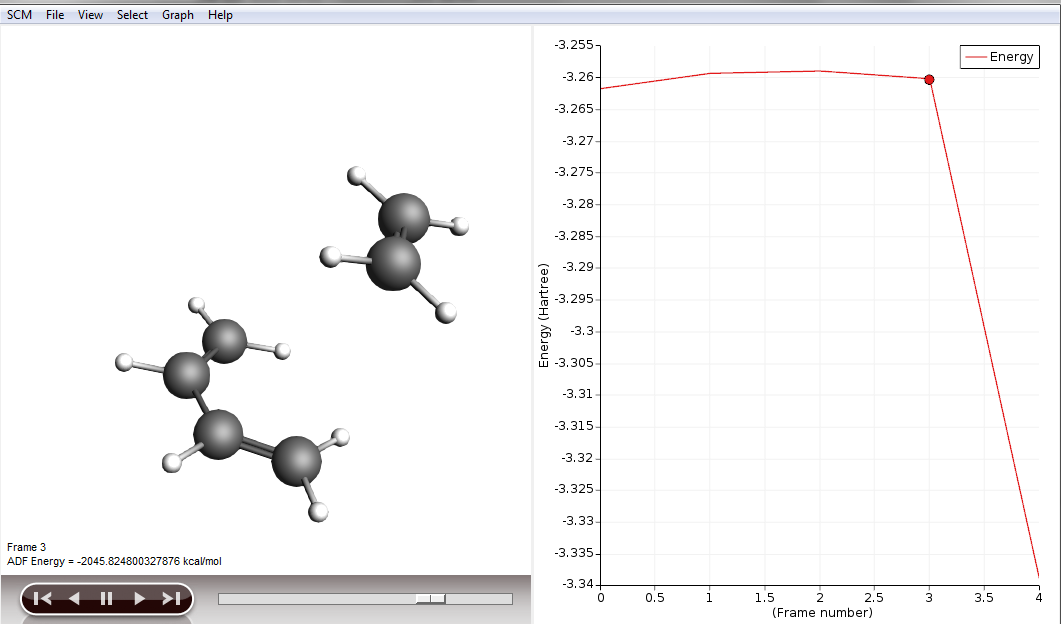 SCM File View Select Graph Help
Energy
-3.255
-3.26
-3.265
-3.27
-3.275
-3.28
-3.285
-3.29
-3.295
-3.3
-3.305
-3.31
-3.315
-3.32
-3.325
-3.33
-3.335
-3.34
Energy (Hartree)
0 0.5 1 1.5 2 2.5 3 3.5 4
(Frame number)
Frame 3
ADF Energy = -2045.824800327876 kcal/mol